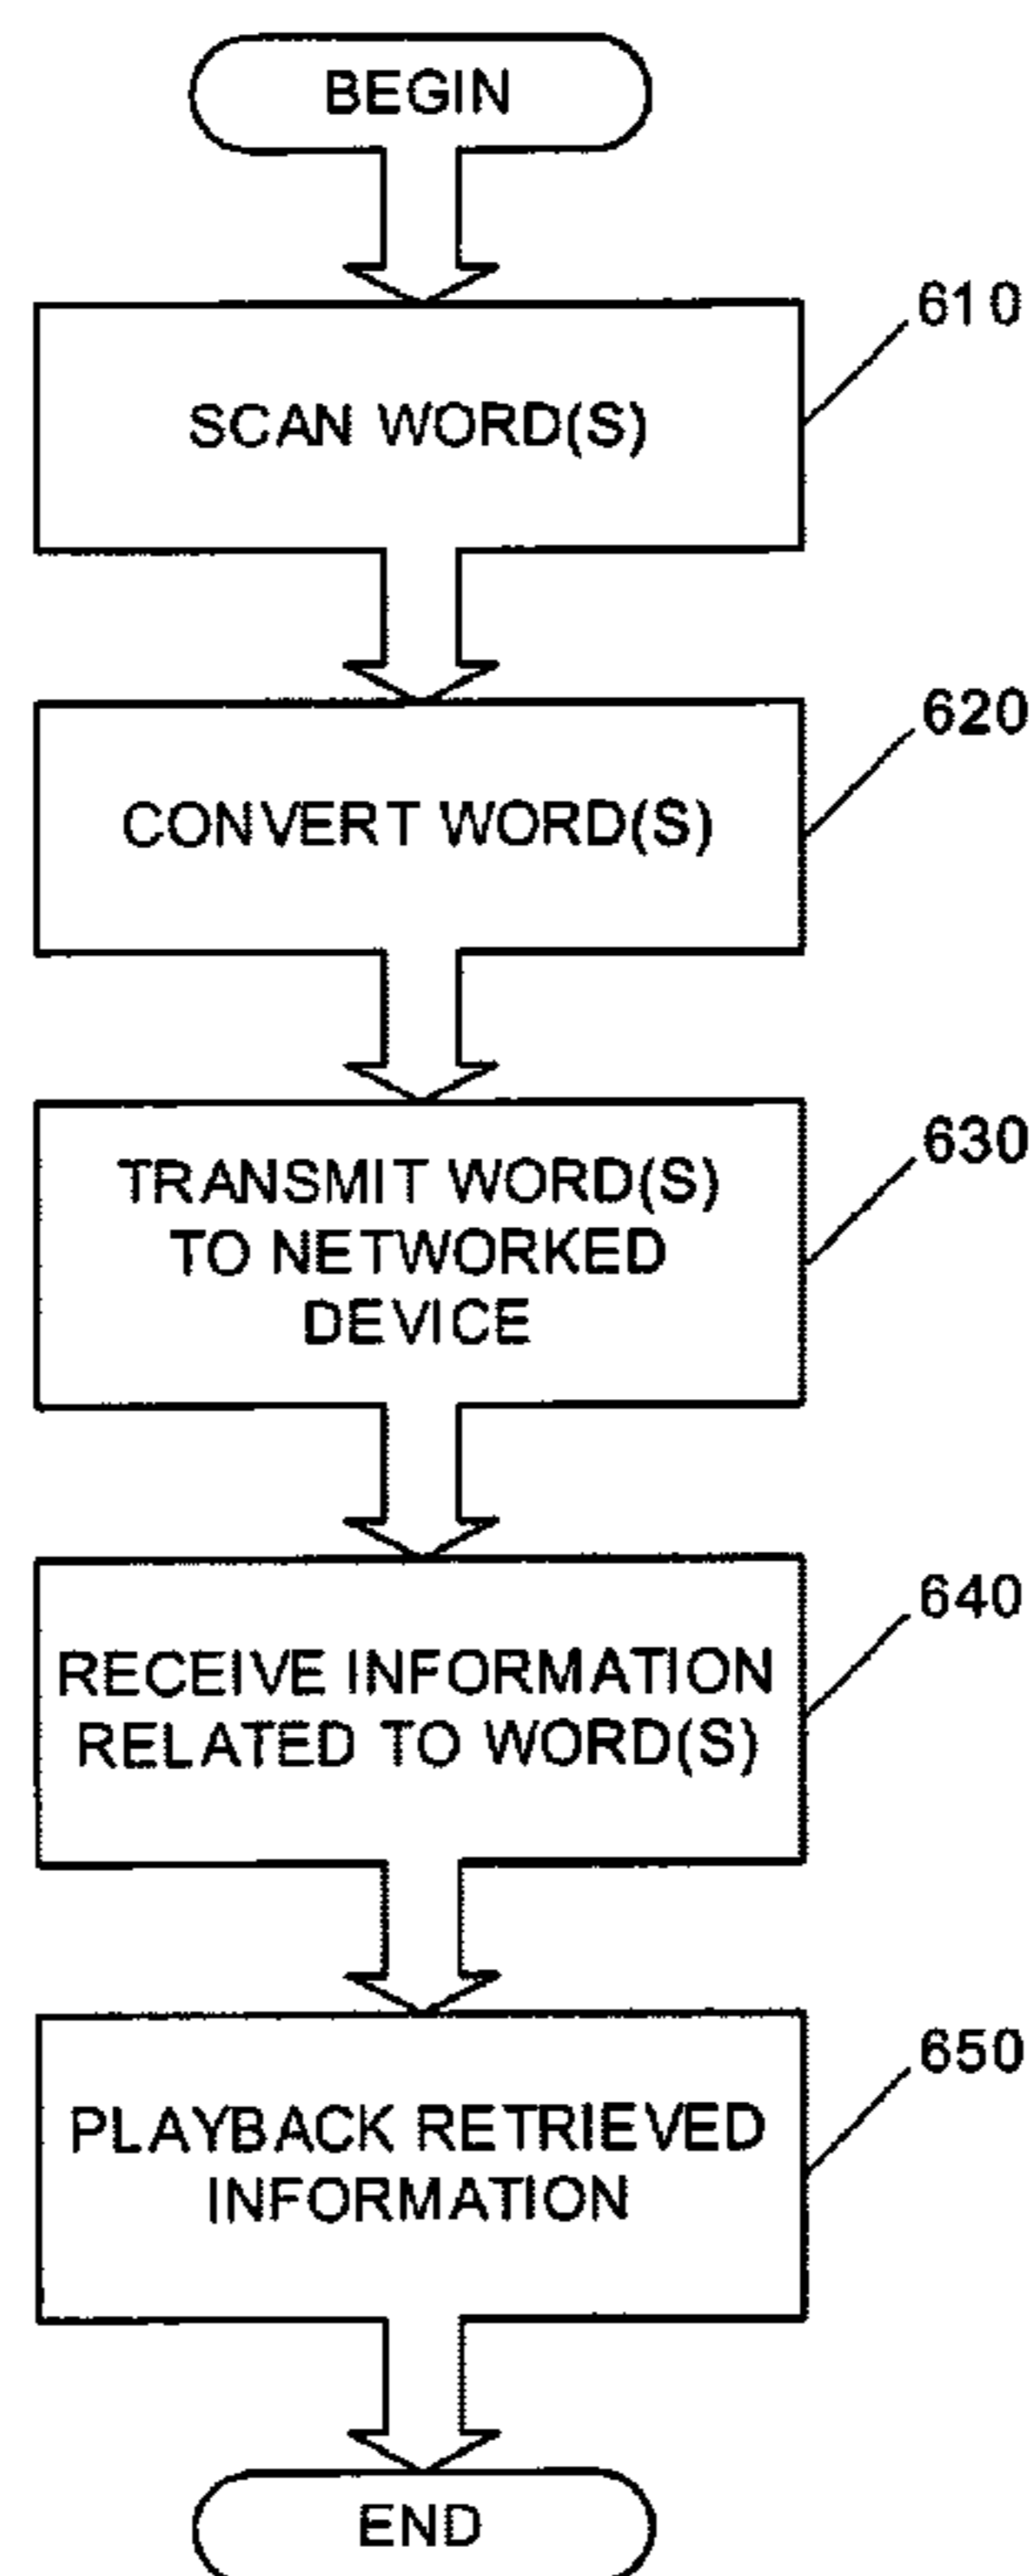 BEGIN
610
SCAN WORD(S)
620
CONVERT WORD(S)
630
TRANSMIT WORD(S)
TO NETWORKED
DEVICE
640
RECEIVE INFORMATION
RELATED TO WORD(S)
650
PLAYBACK RETRIEVED
INFORMATION
END